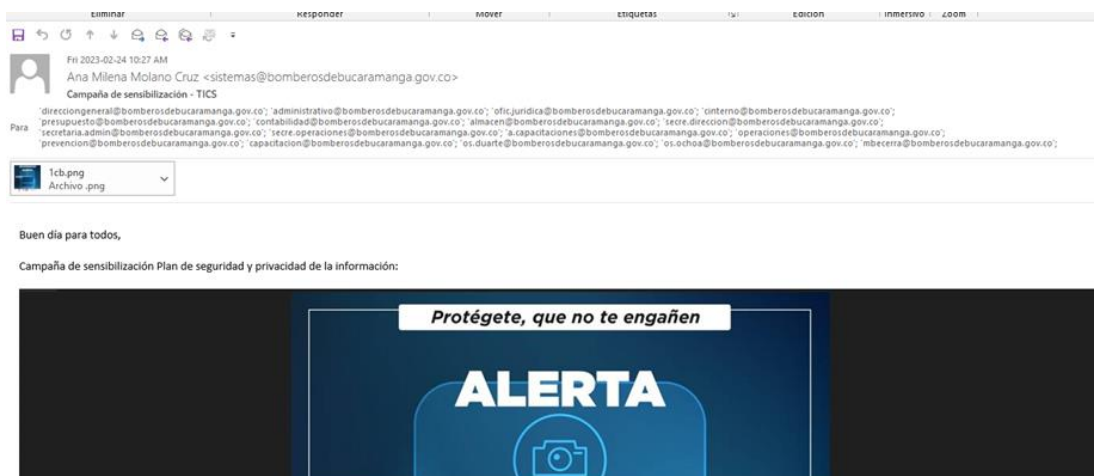 Eliminar Responder Mover Etiquetas Edición Inmersivo Zoom
Fri 2023-02-24 10:27 AM
Ana Milena Molano Cruz <sistemas@bomberosdebucaramanga.gov.co>
Campaña de sensibilización - TICS
Para
'direcciongeneral@bomberosdebucaramanga.gov.co'; 'administrativo@bomberosdebucaramanga.gov.co'; 'ofic.juridica@bomberosdebucaramanga.gov.co'; 'cinterno@bomberosdebucaramanga.gov.co';
'presupuesto@bomberosdebucaramanga.gov.co'; 'contabilidad@bomberosdebucaramanga.gov.co'; 'almacen@bomberosdebucaramanga.gov.co'; 'secre.direccion@bomberosdebucaramanga.gov.co';
'secretaria.admin@bomberosdebucaramanga.gov.co'; 'secre.operaciones@bomberosdebucaramanga.gov.co'; 'a.capacitaciones@bomberosdebucaramanga.gov.co'; 'operaciones@bomberosdebucaramanga.gov.co';
'prevencion@bomberosdebucaramanga.gov.co'; 'capacitacion@bomberosdebucaramanga.gov.co'; 'os.duarte@bomberosdebucaramanga.gov.co'; 'os.ochoa@bomberosdebucaramanga.gov.co'; 'mbecerra@bomberosdebucaramanga.gov.co';
1cb.png
Archivo .png
Buen día para todos,
Campaña de sensibilización Plan de seguridad y privacidad de la información:
Protégete, que no te engañen
ALERTA